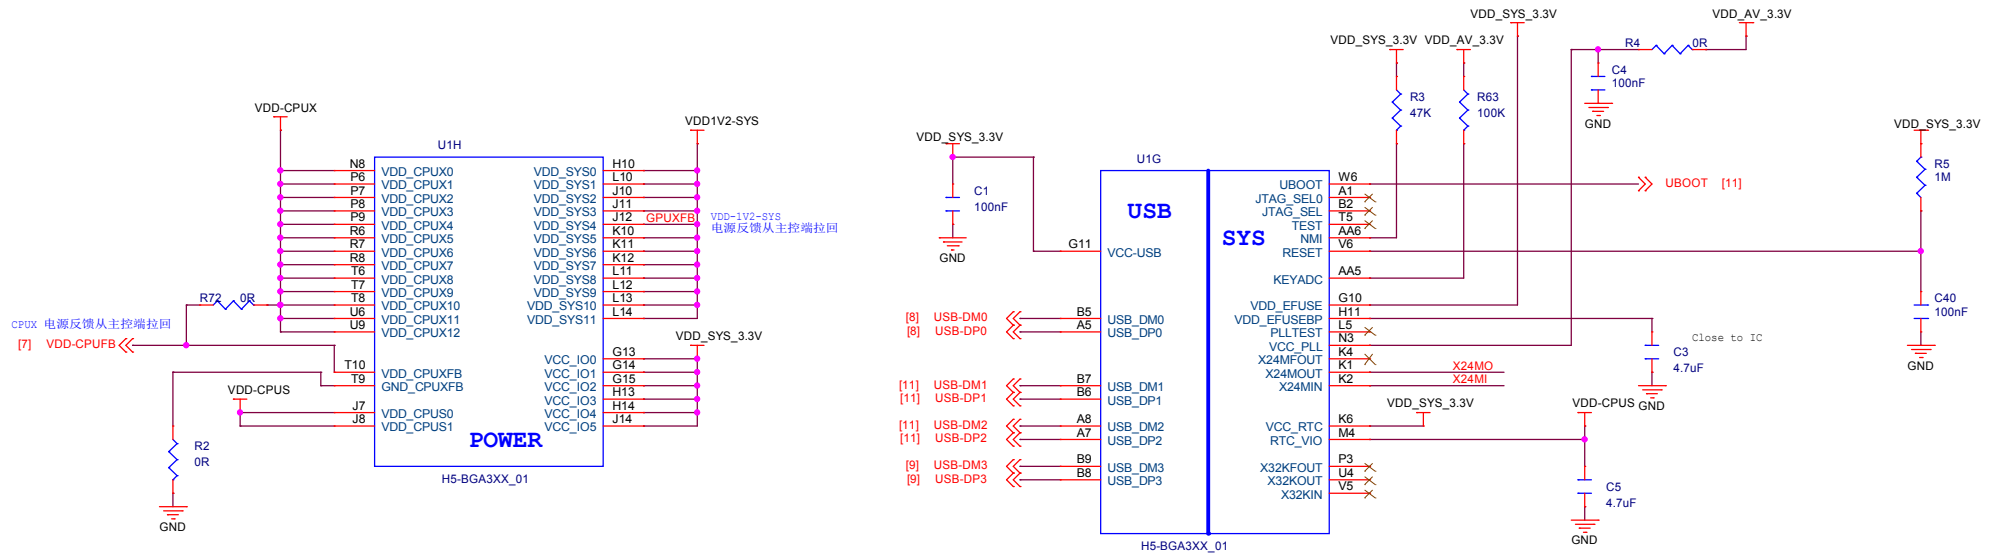 VDD-CPUX
U1H
VDD1V2-SYS
N8 VDD_CPUX0
P6 VDD_CPUX1
P7 VDD_CPUX2
P8 VDD_CPUX3
P9 VDD_CPUX4
R6 VDD_CPUX5
R7 VDD_CPUX6
R8 VDD_CPUX7
T6 VDD_CPUX8
T7 VDD_CPUX9
T8 VDD_CPUX10
U6 VDD_CPUX11
U9 VDD_CPUX12
T10 VDD_CPUXFB
T9 GND_CPUXFB
J7 VDD_CPUS0
J8 VDD_CPUS1
VDD_SYS0 H10
VDD_SYS1 L10
VDD_SYS2 J10
VDD_SYS3 J11
VDD_SYS4 J12 GPUXFB
VDD_SYS5 K10
VDD_SYS6 K11
VDD_SYS7 K12
VDD_SYS8 L11
VDD_SYS9 L12
VDD_SYS10 L13
VDD_SYS11 L14
VDD-1V2-SYS
电源反馈从主控端拉回
VDD_SYS_3.3V
VCC_IO0 G13
VCC_IO1 G14
VCC_IO2 G15
VCC_IO3 H13
VCC_IO4 H14
VCC_IO5 J14
POWER
H5-BGA3XX_01
R72 0R
CPUX 电源反馈从主控端拉回
[7] VDD-CPUFB
VDD-CPUS
R2
0R
GND
VDD_SYS_3.3V
C1
100nF
GND
U1G
USB
SYS
G11 VCC-USB
[8] USB-DM0 B5 USB_DM0
[8] USB-DP0 A5 USB_DP0
[11] USB-DM1 B7 USB_DM1
[11] USB-DP1 B6 USB_DP1
[11] USB-DM2 A8 USB_DM2
[11] USB-DP2 A7 USB_DP2
[9] USB-DM3 B9 USB_DM3
[9] USB-DP3 B8 USB_DP3
UBOOT W6
JTAG_SEL0 A1
JTAG_SEL B2
TEST T5
NMI AA6
RESET V6
KEYADC AA5
VDD_EFUSE G10
VDD_EFUSEBP H11
PLLTEST L5
VCC_PLL N3
X24MFOUT K4
X24MOUT K1 X24MO
X24MIN K2 X24MI
VCC_RTC K6
RTC_VIO M4
X32KFOUT P3
X32KOUT U4
X32KIN V5
H5-BGA3XX_01
VDD_SYS_3.3V
R3
47K
VDD_AV_3.3V
R63
100K
VDD_SYS_3.3V
VDD_AV_3.3V
R4 0R
C4
100nF
GND
UBOOT [11]
VDD_SYS_3.3V
R5
1M
C40
100nF
GND
Close to IC
C3
4.7uF
GND
VDD_SYS_3.3V
VDD-CPUS
C5
4.7uF
GND